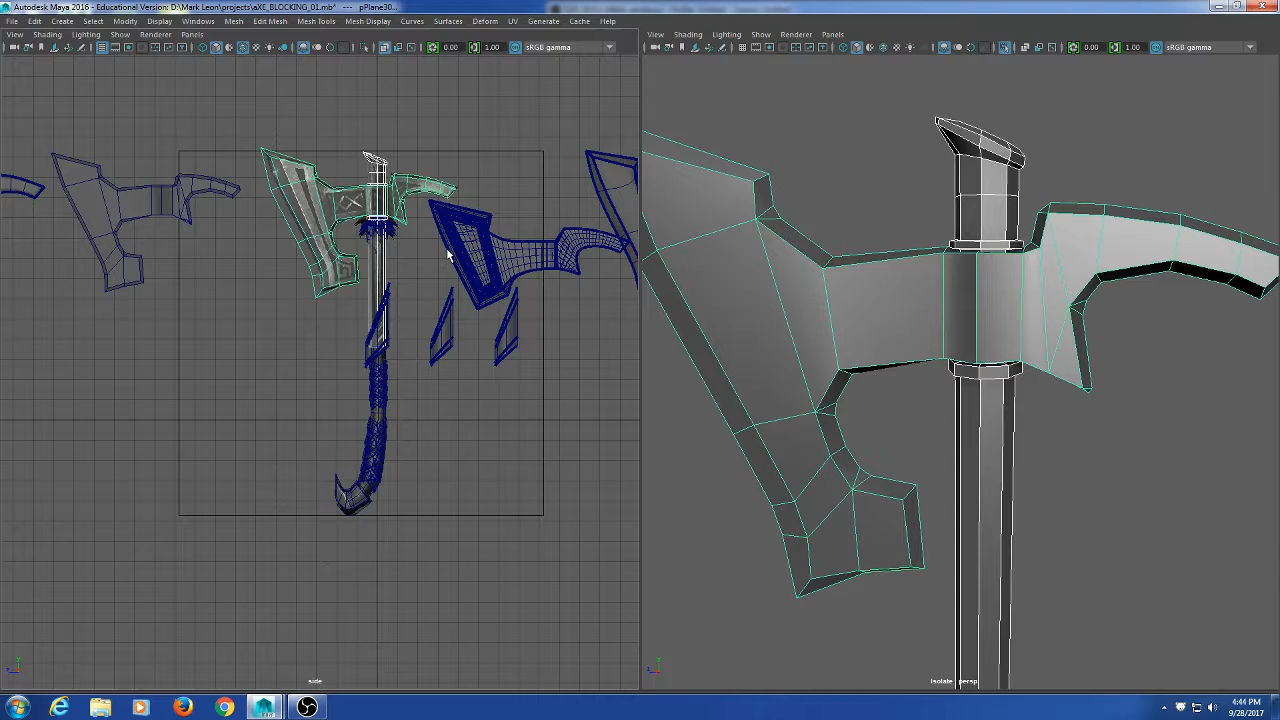 Autodesk Maya 2016 - Educational Version: D:\Mark Leon\projects\aXE_BLOCKING_01.mb* --- pPlane30...
File Edit Create Select Modify Display Windows Mesh Edit Mesh Mesh Tools Mesh Display Curves Surfaces Deform UV Generate Cache Help
View Shading Lighting Show Renderer Panels
View Shading Lighting Show Renderer Panels
0.00 1.00 sRGB gamma
0.00 1.00 sRGB gamma
side
Isolate persp
4:44 PM
9/28/2017